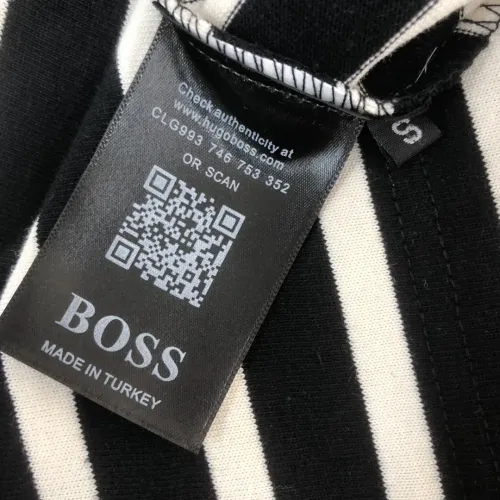 Check authenticity at
www.hugoboss.com
CLG993 746 753 352
OR SCAN
BOSS
MADE IN TURKEY
S